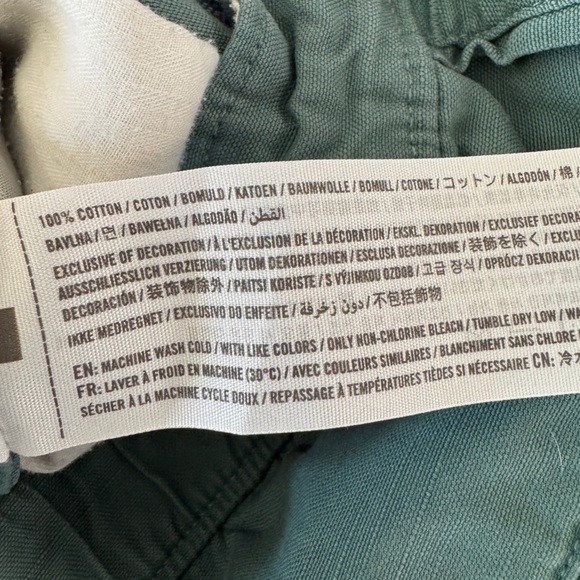 100% COTTON / COTON / BOMULD / KATOEN / BAUMWOLLE / BOMULL / COTONE / コットン / ALGODÓN / 棉 /
BAVLNA / 면 / BAWEŁNA / ALGODÃO / القطن
EXCLUSIVE OF DECORATION / À L'EXCLUSION DE LA DÉCORATION / EKSKL. DEKORATION / EXCLUSIEF DECORA
AUSSCHLIESSLICH VERZIERUNG / UTOM DEKORATIONEN / ESCLUSA DECORAZIONE / 装飾を除く / EXCLUS
DECORACIÓN / 装饰物除外 / PAITSI KORISTE / S VÝJIMKOU OZDOB / 고급 장식 / OPRÓCZ DEKORACJE
IKKE MEDREGNET / EXCLUSIVO DO ENFEITE / دون زخرفة / 不包括飾物
EN: MACHINE WASH COLD / WITH LIKE COLORS / ONLY NON-CHLORINE BLEACH / TUMBLE DRY LOW / WA
FR: LAVER À FROID EN MACHINE (30°C) / AVEC COULEURS SIMILAIRES / BLANCHIMENT SANS CHLORE
SÉCHER À LA MACHINE CYCLE DOUX / REPASSAGE À TEMPÉRATURES TIÈDES SI NÉCESSAIRE CN: 冷水